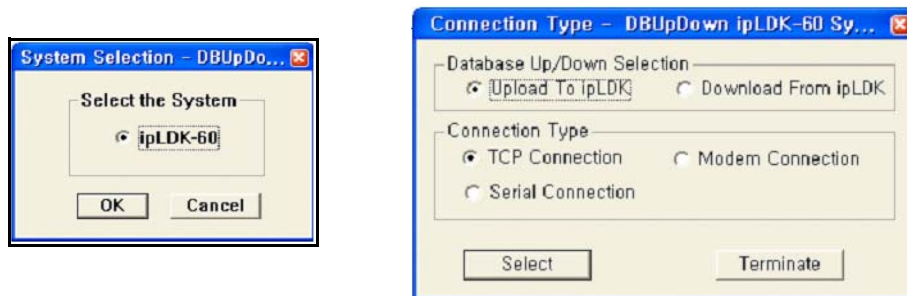 System Selection - DBUpDo...
Select the System
ipLDK-60
OK Cancel
Connection Type - DBUpDown ipLDK-60 Sy...
Database Up/Down Selection
Upload To ipLDK Download From ipLDK
Connection Type
TCP Connection Modem Connection
Serial Connection
Select Terminate